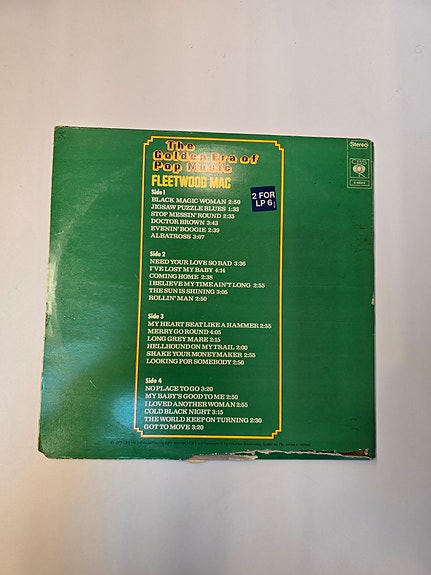 The
Golden Era of
Pop Music
FLEETWOOD MAC
Stereo
CBS
2 FOR
LP 6
Side 1
BLACK MAGIC WOMAN 2:50
JIGSAW PUZZLE BLUES 1:33
STOP MESSIN' ROUND 2:35
DOCTOR BROWN 3:43
EVENIN' BOOGIE 2:39
ALBATROSS 3:07
Side 2
NEED YOUR LOVE SO BAD 3:36
I'VE LOST MY BABY 4:14
COMING HOME 2:38
I BELIEVE MY TIME AIN'T LONG 2:55
THE SUN IS SHINING 3:05
ROLLIN' MAN 2:50
Side 3
MY HEART BEAT LIKE A HAMMER 2:55
MERRY GO ROUND 4:05
LONG GREY MARE 2:15
HELLHOUND ON MY TRAIL 2:00
SHAKE YOUR MONEYMAKER 2:55
LOOKING FOR SOMEBODY 2:50
Side 4
NO PLACE TO GO 3:20
MY BABY'S GOOD TO ME 2:50
I LOVED ANOTHER WOMAN 2:55
COLD BLACK NIGHT 3:15
THE WORLD KEEP ON TURNING 2:30
GOT TO MOVE 3:20